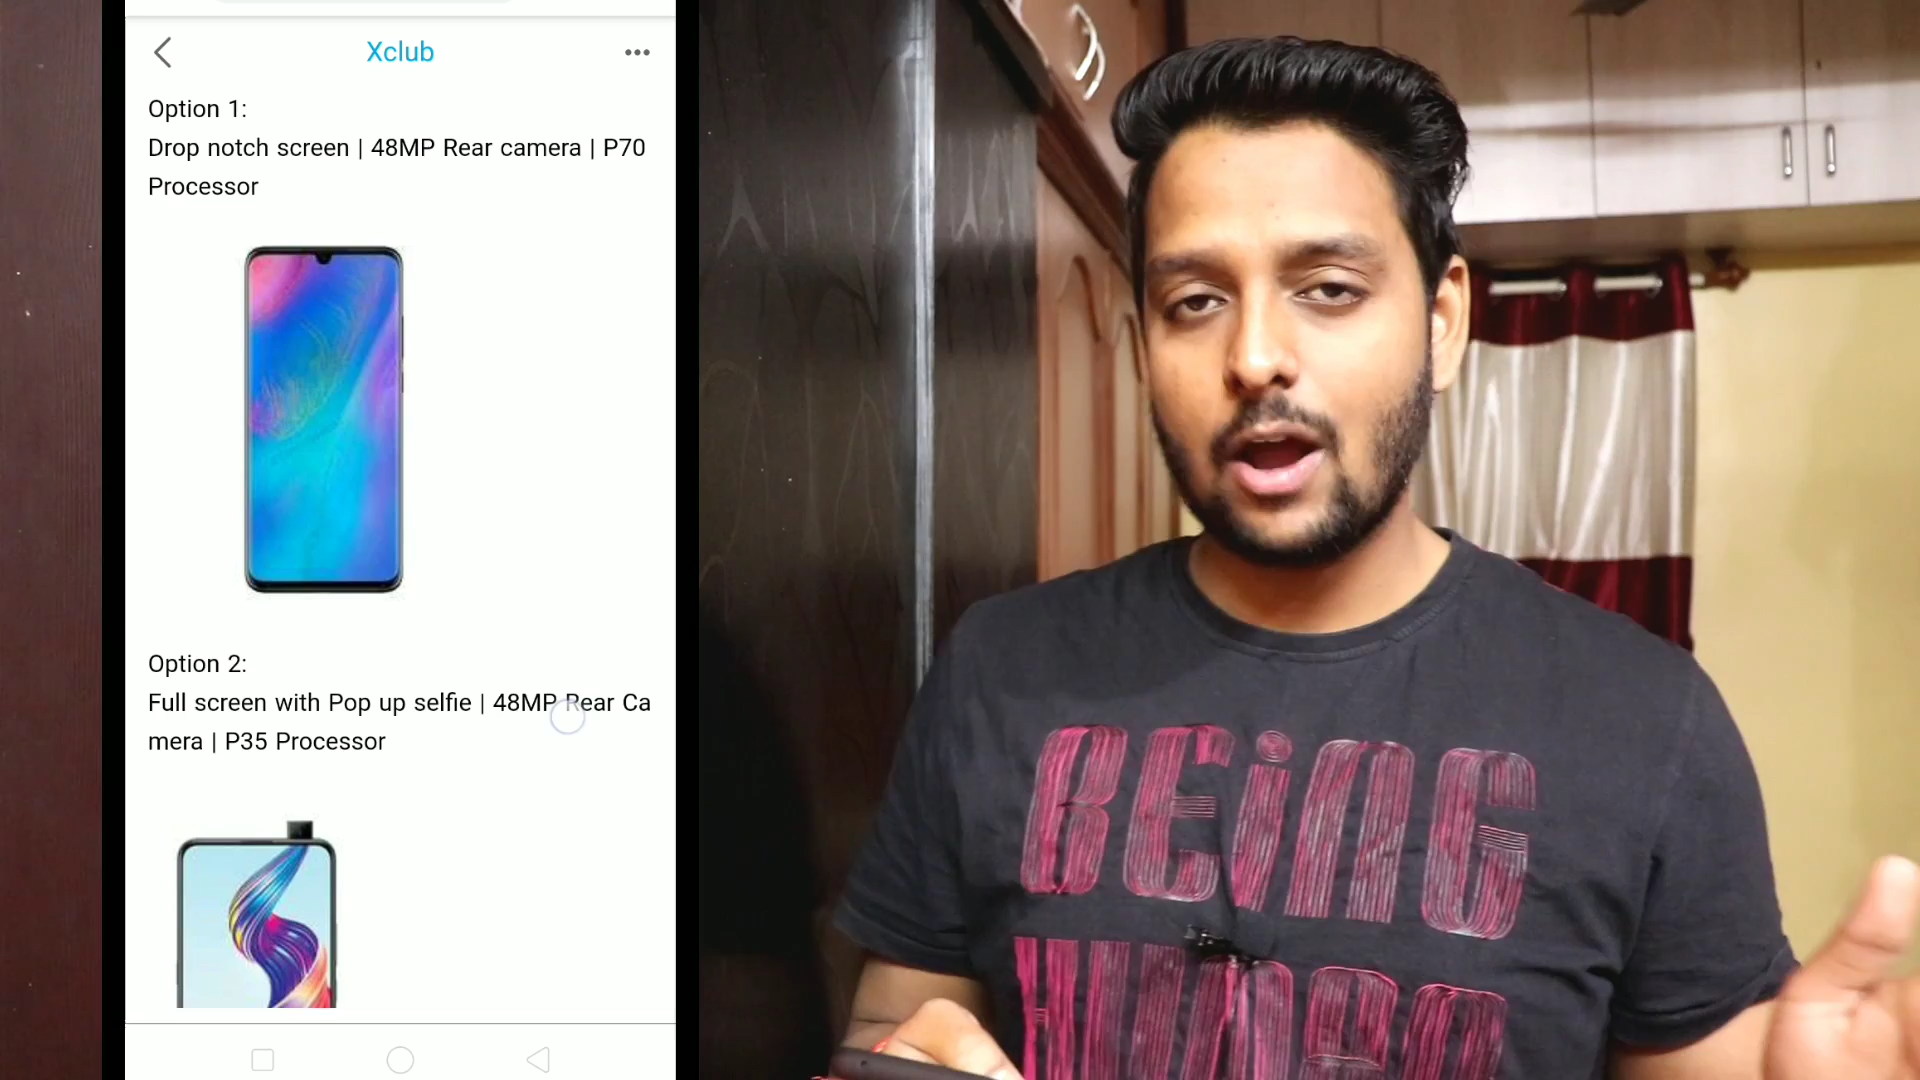 Xclub
Option 1:
Drop notch screen | 48MP Rear camera | P70
Processor
Option 2:
Full screen with Pop up selfie | 48MP Rear Ca
mera | P35 Processor
BEING
HUMAN